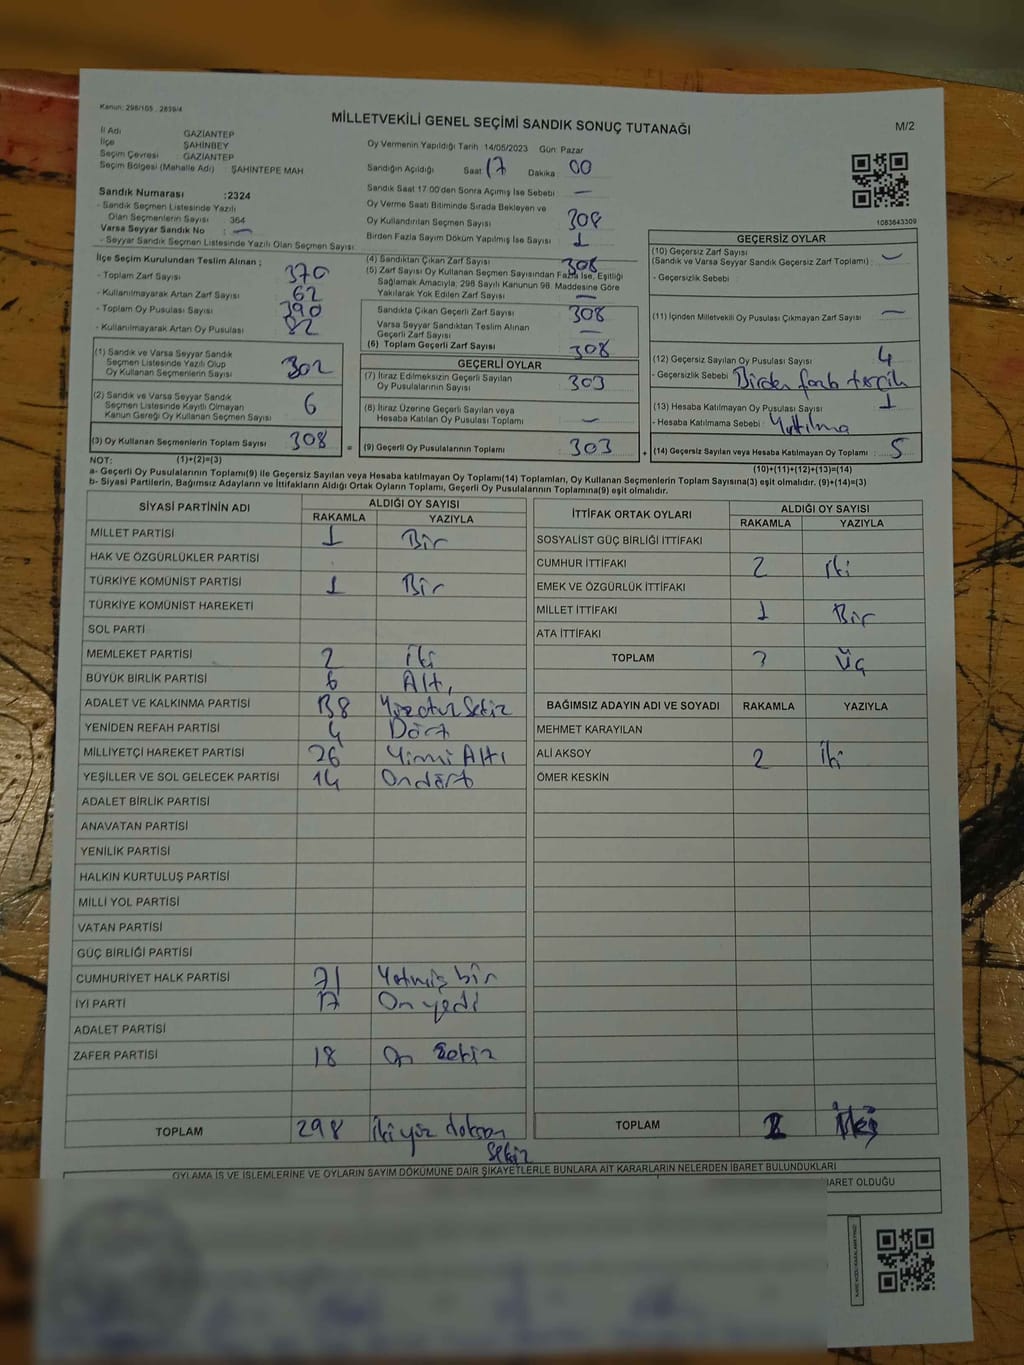 Kanun: 298/105 , 2839/4
MİLLETVEKİLİ GENEL SEÇİMİ SANDIK SONUÇ TUTANAĞI
M/2
İl Adı GAZİANTEP
İlçe ŞAHİNBEY
Seçim Çevresi : GAZİANTEP
Seçim Bölgesi (Mahalle Adı) ŞAHİNTEPE MAH
Oy Vermenin Yapıldığı Tarih 14/05/2023 Gün: Pazar
Sandığın Açıldığı Saat 17 Dakika 00
Sandık Saat 17.00'den Sonra Açımış İse Sebebi —
Oy Verme Saati Bitiminde Sırada Bekleyen ve
Oy Kullandırılan Seçmen Sayısı 308
Birden Fazla Sayım Döküm Yapılmış İse Sayısı 1
1083643309
Sandık Numarası :2324
- Sandık Seçmen Listesinde Yazılı
Olan Seçmenlerin Sayısı : 364
Varsa Seyyar Sandık No : —
- Seyyar Sandık Seçmen Listesinde Yazılı Olan Seçmen Sayısı:
İlçe Seçim Kurulundan Teslim Alınan ;
- Toplam Zarf Sayısı 370
- Kullanılmayarak Artan Zarf Sayısı 62
- Toplam Oy Pusulası Sayısı 390
- Kullanılmayarak Artan Oy Pusulası 82
(1) Sandık ve Varsa Seyyar Sandık
Seçmen Listesinde Yazılı Olup
Oy Kullanan Seçmenlerin Sayısı 302
(2) Sandık ve Varsa Seyyar Sandık
Seçmen Listesinde Kayıtlı Olmayan
Kanun Gereği Oy Kullanan Seçmen Sayısı 6
(3) Oy Kullanan Seçmenlerin Toplam Sayısı 308
(4) Sandıktan Çıkan Zarf Sayısı 308
(5) Zarf Sayısı Oy Kullanan Seçmen Sayısından Fazla İse, Eşitliği
Sağlamak Amacıyla; 298 Sayılı Kanunun 98. Maddesine Göre
Yakılarak Yok Edilen Zarf Sayısı —
Sandıkta Çıkan Geçerli Zarf Sayısı 308
Varsa Seyyar Sandıktan Teslim Alınan
Geçerli Zarf Sayısı —
(6) Toplam Geçerli Zarf Sayısı 308
GEÇERLİ OYLAR
(7) İtiraz Edilmeksizin Geçerli Sayılan
Oy Pusulalarının Sayısı 303
(8) İtiraz Üzerine Geçerli Sayılan veya
Hesaba Katılan Oy Pusulaları Toplamı —
= (9) Geçerli Oy Pusulalarının Toplamı 303
GEÇERSİZ OYLAR
(10) Geçersiz Zarf Sayısı
(Sandık ve Varsa Seyyar Sandık Geçersiz Zarf Toplamı) : —
- Geçersizlik Sebebi :
(11) İçinden Milletvekili Oy Pusulası Çıkmayan Zarf Sayısı —
(12) Geçersiz Sayılan Oy Pusulası Sayısı 4
- Geçersizlik Sebebi Birden fazla tercih
(13) Hesaba Katılmayan Oy Pusulası Sayısı 1
- Hesaba Katılmama Sebebi : Yırtılma
+ (14) Geçersiz Sayılan veya Hesaba Katılmayan Oy Toplamı : 5
NOT: (1)+(2)=(3)
(10)+(11)+(12)+(13)=(14)
a- Geçerli Oy Pusulalarının Toplamı(9) ile Geçersiz Sayılan veya Hesaba katılmayan Oy Toplamı(14) Toplamları, Oy Kullanan Seçmenlerin Toplam Sayısına(3) eşit olmalıdır. (9)+(14)=(3)
b- Siyasi Partilerin, Bağımsız Adayların ve İttifakların Aldığı Ortak Oyların Toplamı, Geçerli Oy Pusulalarının Toplamına(9) eşit olmalıdır.
SİYASİ PARTİNİN ADI ALDIĞI OY SAYISI
RAKAMLA YAZIYLA
MİLLET PARTİSİ 1 Bir
HAK VE ÖZGÜRLÜKLER PARTİSİ
TÜRKİYE KOMÜNİST PARTİSİ 1 Bir
TÜRKİYE KOMÜNİST HAREKETİ
SOL PARTİ
MEMLEKET PARTİSİ 2 İki
BÜYÜK BİRLİK PARTİSİ 6 Altı
ADALET VE KALKINMA PARTİSİ 138 Yüzotuz Sekiz
YENİDEN REFAH PARTİSİ 4 Dört
MİLLİYETÇİ HAREKET PARTİSİ 26 Yirmi Altı
YEŞİLLER VE SOL GELECEK PARTİSİ 14 Ondört
ADALET BİRLİK PARTİSİ
ANAVATAN PARTİSİ
YENİLİK PARTİSİ
HALKIN KURTULUŞ PARTİSİ
MİLLİ YOL PARTİSİ
VATAN PARTİSİ
GÜÇ BİRLİĞİ PARTİSİ
CUMHURİYET HALK PARTİSİ 71 Yetmiş bir
İYİ PARTİ 17 On yedi
ADALET PARTİSİ
ZAFER PARTİSİ 18 On Sekiz
TOPLAM 298 iki yüz doksan
Sekiz
İTTİFAK ORTAK OYLARI ALDIĞI OY SAYISI
RAKAMLA YAZIYLA
SOSYALİST GÜÇ BİRLİĞİ İTTİFAKI
CUMHUR İTTİFAKI 2 İki
EMEK VE ÖZGÜRLÜK İTTİFAKI
MİLLET İTTİFAKI 1 Bir
ATA İTTİFAKI
TOPLAM 3 Üç
BAĞIMSIZ ADAYIN ADI VE SOYADI RAKAMLA YAZIYLA
MEHMET KARAYILAN
ALİ AKSOY 2 İki
ÖMER KESKİN
TOPLAM 2 İki
OYLAMA İŞ VE İŞLEMLERİNE VE OYLARIN SAYIM DÖKÜMÜNE DAİR ŞİKAYETLERLE BUNLARA AİT KARARLARIN NELERDEN İBARET BULUNDUKLARI
BARET OLDUĞU